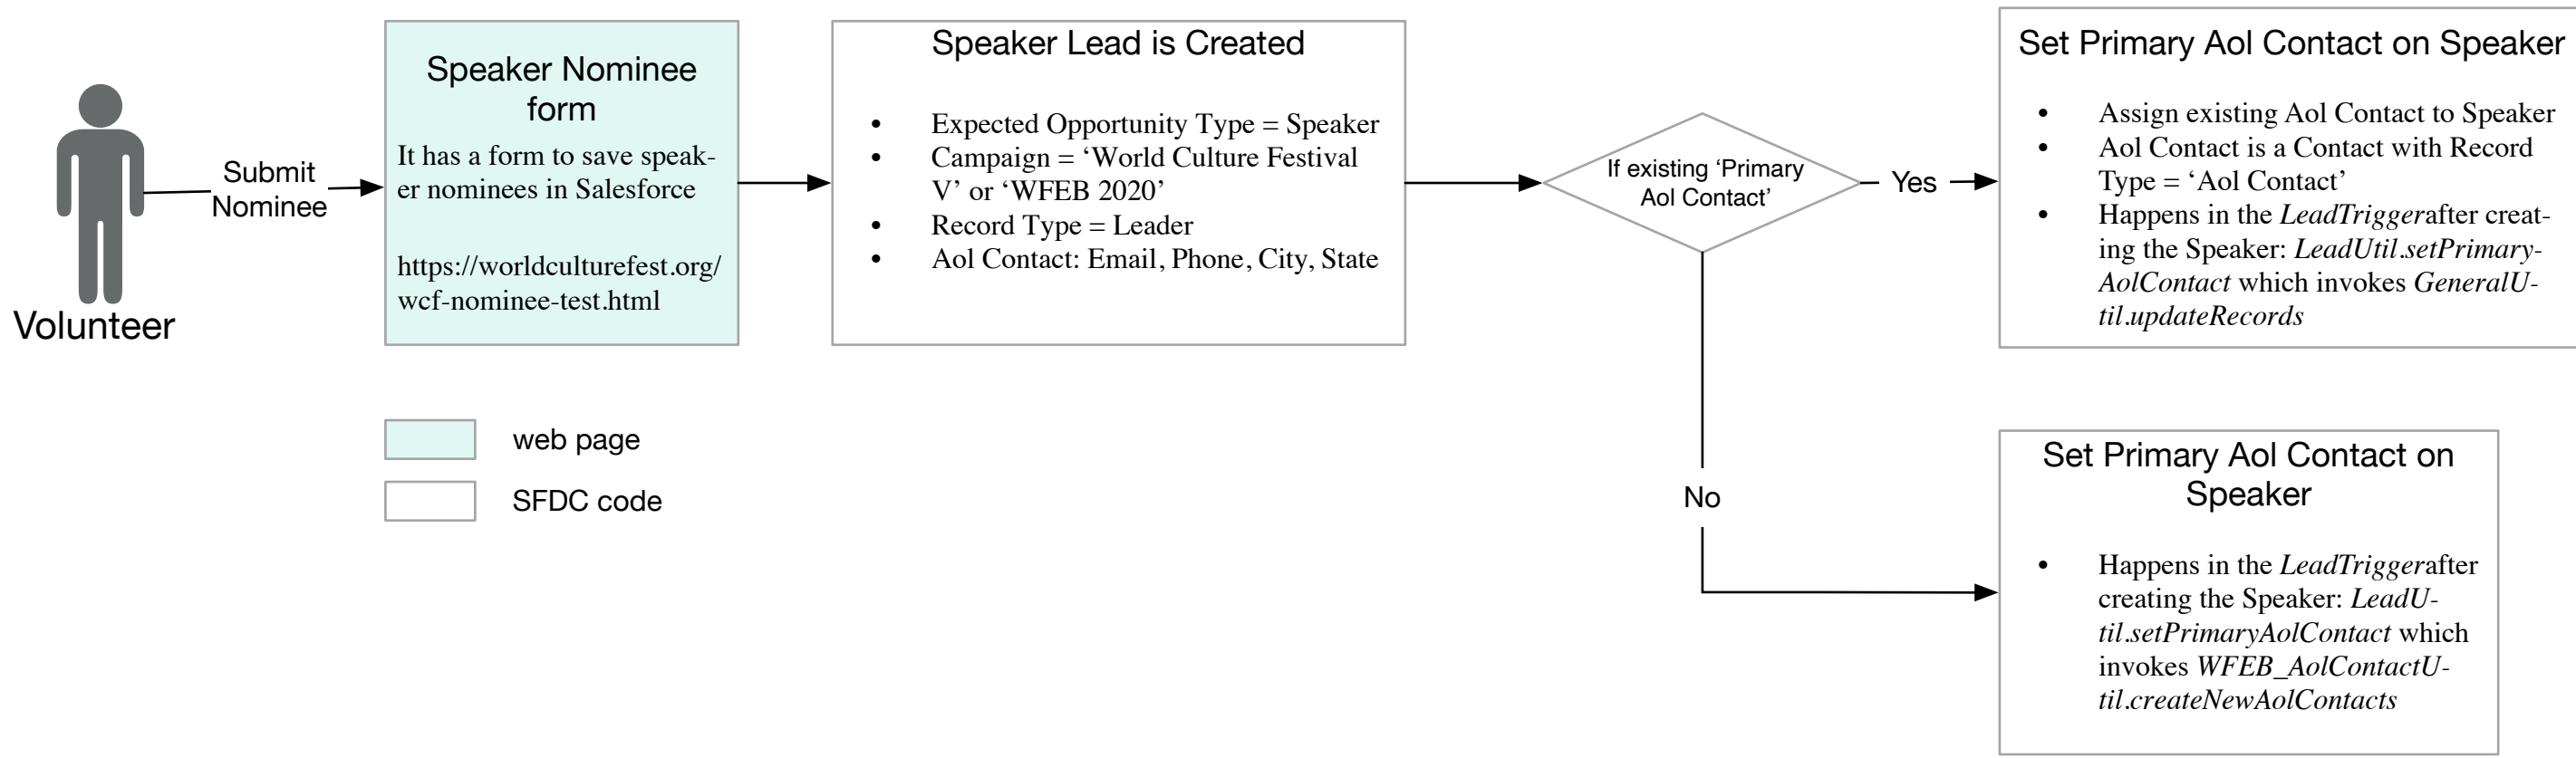 Volunteer
Submit
Nominee
Speaker Nominee
form
It has a form to save speak-
er nominees in Salesforce
https://worldculturefest.org/
wcf-nominee-test.html
web page
SFDC code
Speaker Lead is Created
• Expected Opportunity Type = Speaker
• Campaign = ‘World Culture Festival
V’ or ‘WFEB 2020’
• Record Type = Leader
• Aol Contact: Email, Phone, City, State
If existing ‘Primary
Aol Contact’
Yes
No
Set Primary Aol Contact on Speaker
• Assign existing Aol Contact to Speaker
• Aol Contact is a Contact with Record
Type = ‘Aol Contact’
• Happens in the LeadTriggerafter creat-
ing the Speaker: LeadUtil.setPrimary-
AolContact which invokes GeneralU-
til.updateRecords
Set Primary Aol Contact on
Speaker
• Happens in the LeadTriggerafter
creating the Speaker: LeadU-
til.setPrimaryAolContact which
invokes WFEB_AolContactU-
til.createNewAolContacts